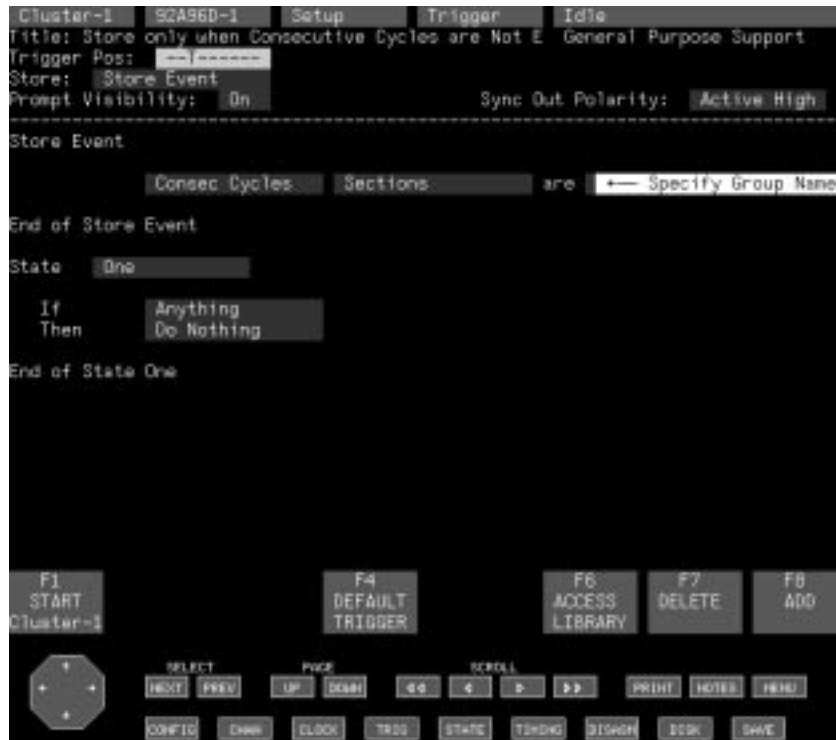 Cluster-1 92A96D-1 Setup Trigger Idle
Title: Store only when Consecutive Cycles are Not E General Purpose Support
Trigger Pos: --T------
Store: Store Event
Prompt Visibility: On Sync Out Polarity: Active High
Store Event
Consec Cycles Sections are ←── Specify Group Name
End of Store Event
State One
If Anything
Then Do Nothing
End of State One
F1 F4 F6 F7 F8
START DEFAULT ACCESS DELETE ADD
Cluster-1 TRIGGER LIBRARY
SELECT PAGE SCROLL
NEXT PREV UP DOWN PRINT NOTES MENU
CONFIG CHAN CLOCK TRIG STATE TIMING DISASM DISK SAVE